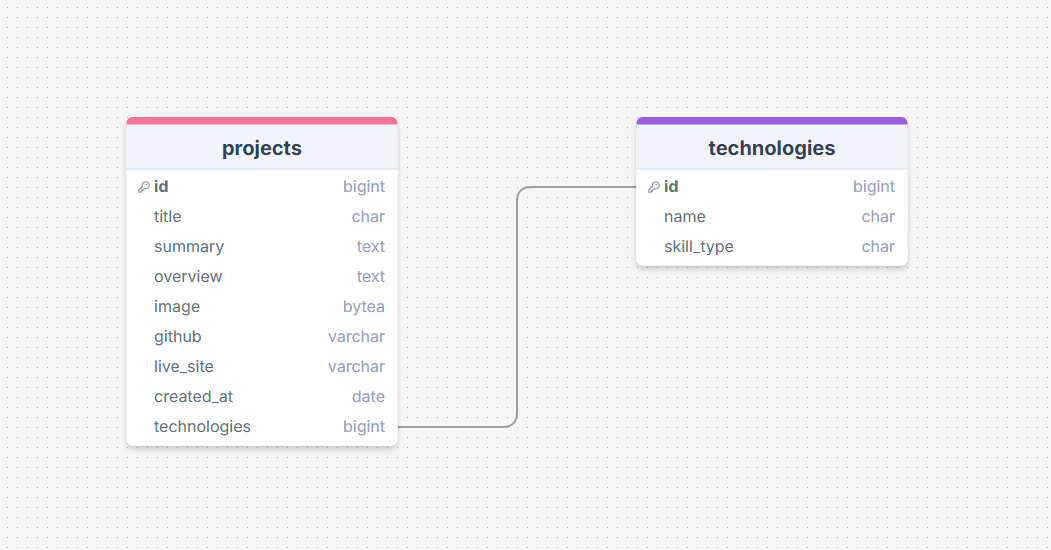 projects
id bigint
title char
summary text
overview text
image bytea
github varchar
live_site varchar
created_at date
technologies bigint
technologies
id bigint
name char
skill_type char